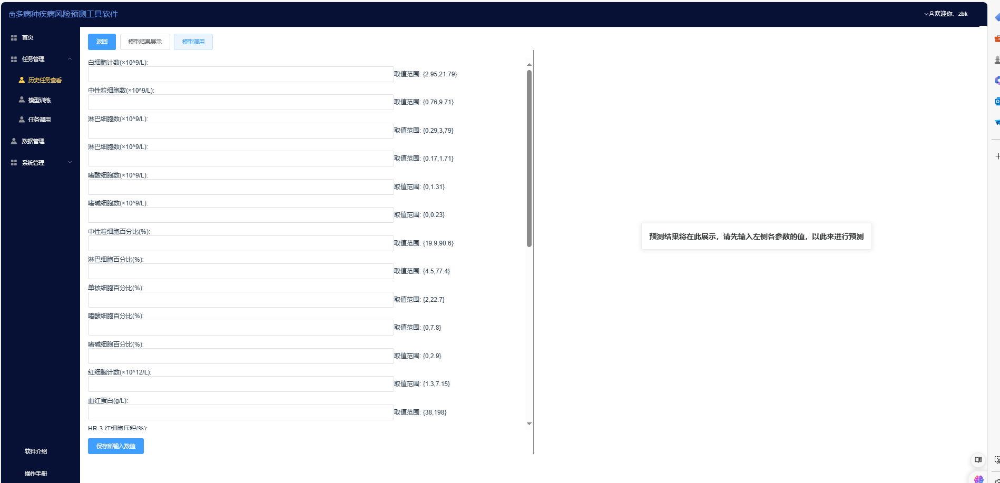 多病种疾病风险预测工具软件
欢迎你，zbk
首页
任务管理
历史任务查看
模型训练
任务调用
数据管理
系统管理
软件介绍
操作手册
返回
模型结果展示
模型调用
白细胞计数(×10^9/L):
取值范围: {2.95,21.79}
中性粒细胞数(×10^9/L):
取值范围: {0.76,9.71}
淋巴细胞数(×10^9/L):
取值范围: {0.29,3,79}
淋巴细胞数(×10^9/L):
取值范围: {0.17,1.71}
嗜酸细胞数(×10^9/L):
取值范围: {0,1.31}
嗜碱细胞数(×10^9/L):
取值范围: {0,0.23}
中性粒细胞百分比(%):
取值范围: {19.9,90.6}
淋巴细胞百分比(%):
取值范围: {4.5,77.4}
单核细胞百分比(%):
取值范围: {2,22.7}
嗜酸细胞百分比(%):
取值范围: {0,7.8}
嗜碱细胞百分比(%):
取值范围: {0,2.9}
红细胞计数(×10^12/L):
取值范围: {1.3,7.15}
血红蛋白(g/L):
取值范围: {38,198}
HR-3 红细胞压积(%):
保存所输入数值
预测结果将在此展示，请先输入左侧各参数的值，以此来进行预测